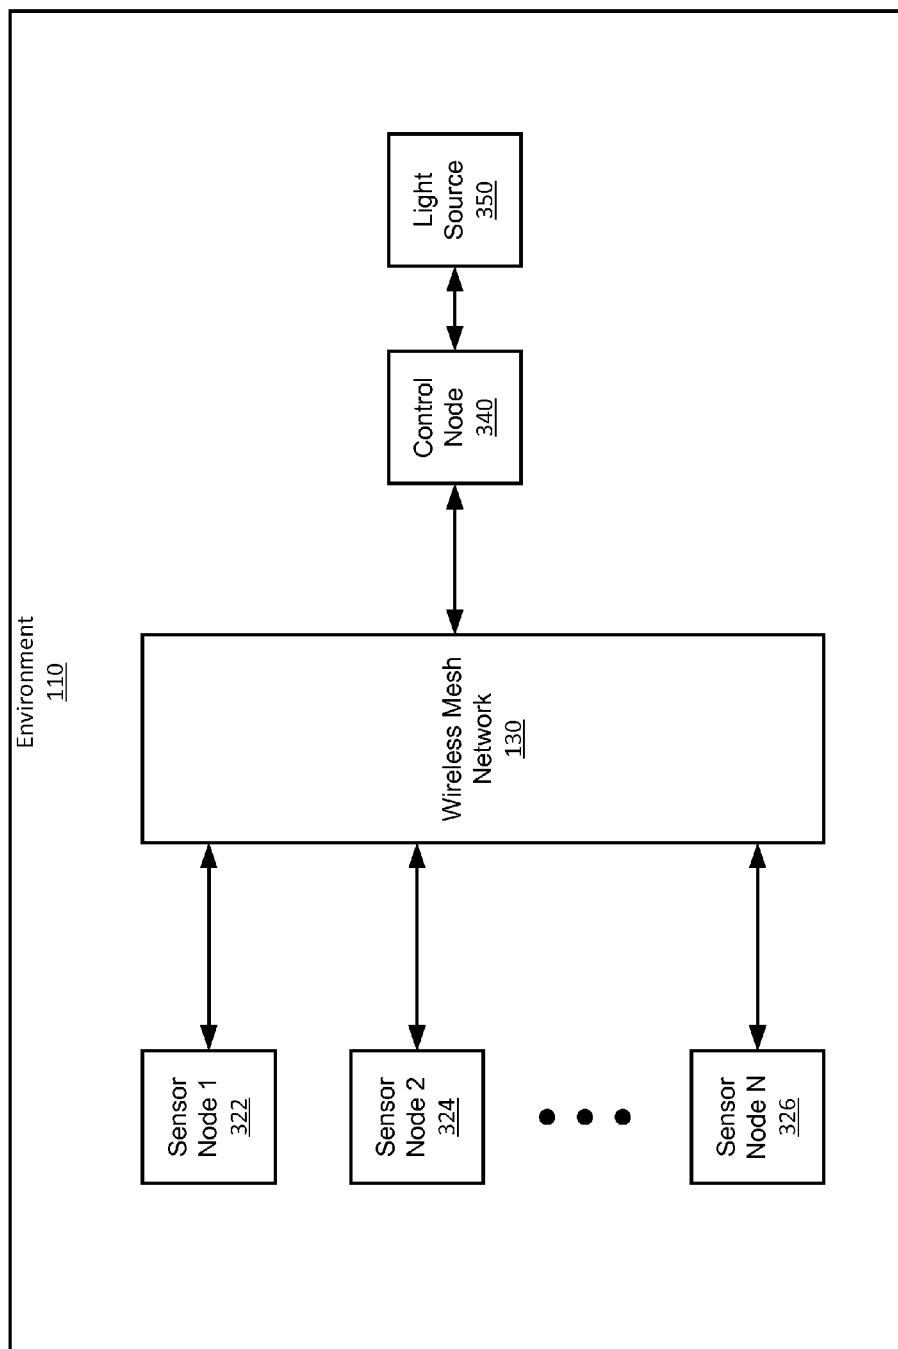 Environment
110
Sensor
Node 1
322
Sensor
Node 2
324
Sensor
Node N
326
Wireless Mesh
Network
130
Control
Node
340
Light
Source
350